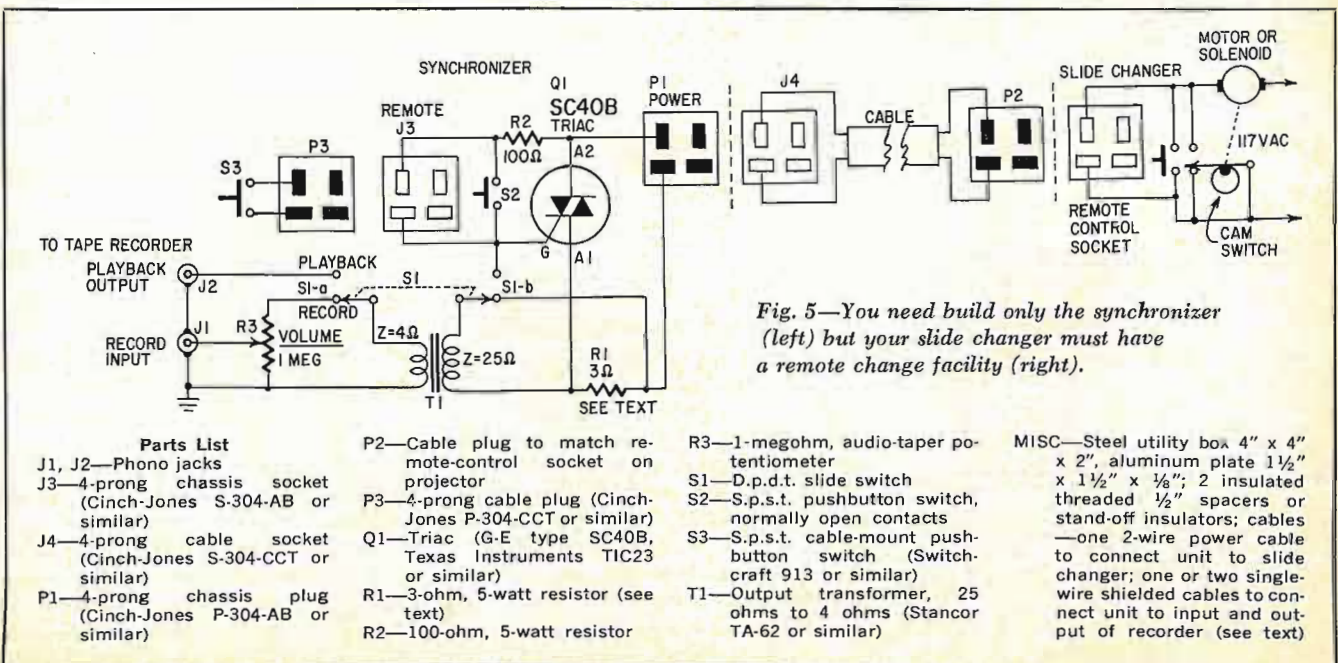 SYNCHRONIZER
Q1
SC40B
TRIAC
REMOTE
J3
R2
100Ω
A2
P1
POWER
J4
CABLE
P2
SLIDE CHANGER
MOTOR OR
SOLENOID
117VAC
REMOTE
CONTROL
SOCKET
CAM
SWITCH
S3
P3
S2
G
A1
TO TAPE RECORDER
PLAYBACK
OUTPUT
J2
PLAYBACK
S1
S1-a
S1-b
RECORD
RECORD
INPUT
J1
R3
VOLUME
1 MEG
Z=4Ω
Z=25Ω
T1
R1
3Ω
SEE TEXT
Fig. 5—You need build only the synchronizer
(left) but your slide changer must have
a remote change facility (right).
Parts List
J1, J2—Phono jacks
J3—4-prong chassis socket
(Cinch-Jones S-304-AB or
similar)
J4—4-prong cable socket
(Cinch-Jones S-304-CCT or
similar)
P1—4-prong chassis plug
(Cinch-Jones P-304-AB or
similar)
P2—Cable plug to match re-
mote-control socket on
projector
P3—4-prong cable plug (Cinch-
Jones P-304-CCT or similar)
Q1—Triac (G-E type SC40B,
Texas Instruments TIC23
or similar)
R1—3-ohm, 5-watt resistor (see
text)
R2—100-ohm, 5-watt resistor
R3—1-megohm, audio-taper po-
tentiometer
S1—D.p.d.t. slide switch
S2—S.p.s.t. pushbutton switch,
normally open contacts
S3—S.p.s.t. cable-mount push-
button switch (Switch-
craft 913 or similar)
T1—Output transformer, 25
ohms to 4 ohms (Stancor
TA-62 or similar)
MISC—Steel utility box 4" x 4"
x 2", aluminum plate 1½"
x 1½" x ⅛"; 2 insulated
threaded ½" spacers or
stand-off insulators; cables
—one 2-wire power cable
to connect unit to slide
changer; one or two single-
wire shielded cables to con-
nect unit to input and out-
put of recorder (see text)